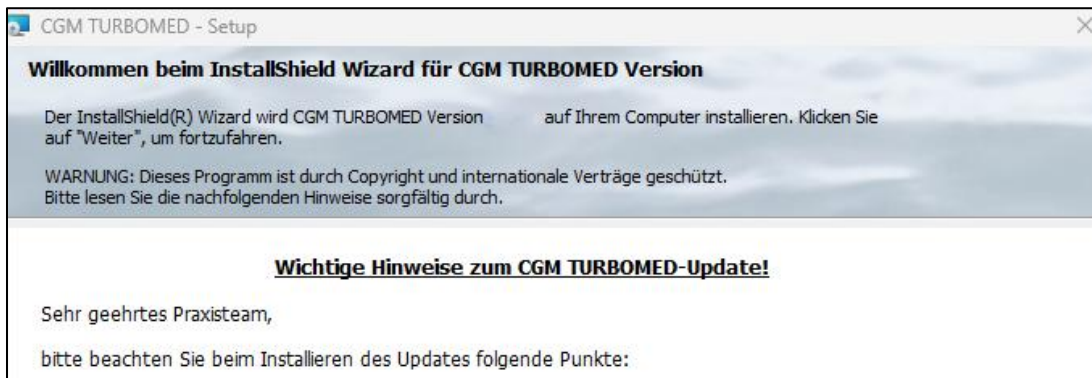 CGM TURBOMED - Setup
Willkommen beim InstallShield Wizard für CGM TURBOMED Version
Der InstallShield(R) Wizard wird CGM TURBOMED Version auf Ihrem Computer installieren. Klicken Sie
auf "Weiter", um fortzufahren.
WARNUNG: Dieses Programm ist durch Copyright und internationale Verträge geschützt.
Bitte lesen Sie die nachfolgenden Hinweise sorgfältig durch.
Wichtige Hinweise zum CGM TURBOMED-Update!
Sehr geehrtes Praxisteam,
bitte beachten Sie beim Installieren des Updates folgende Punkte: